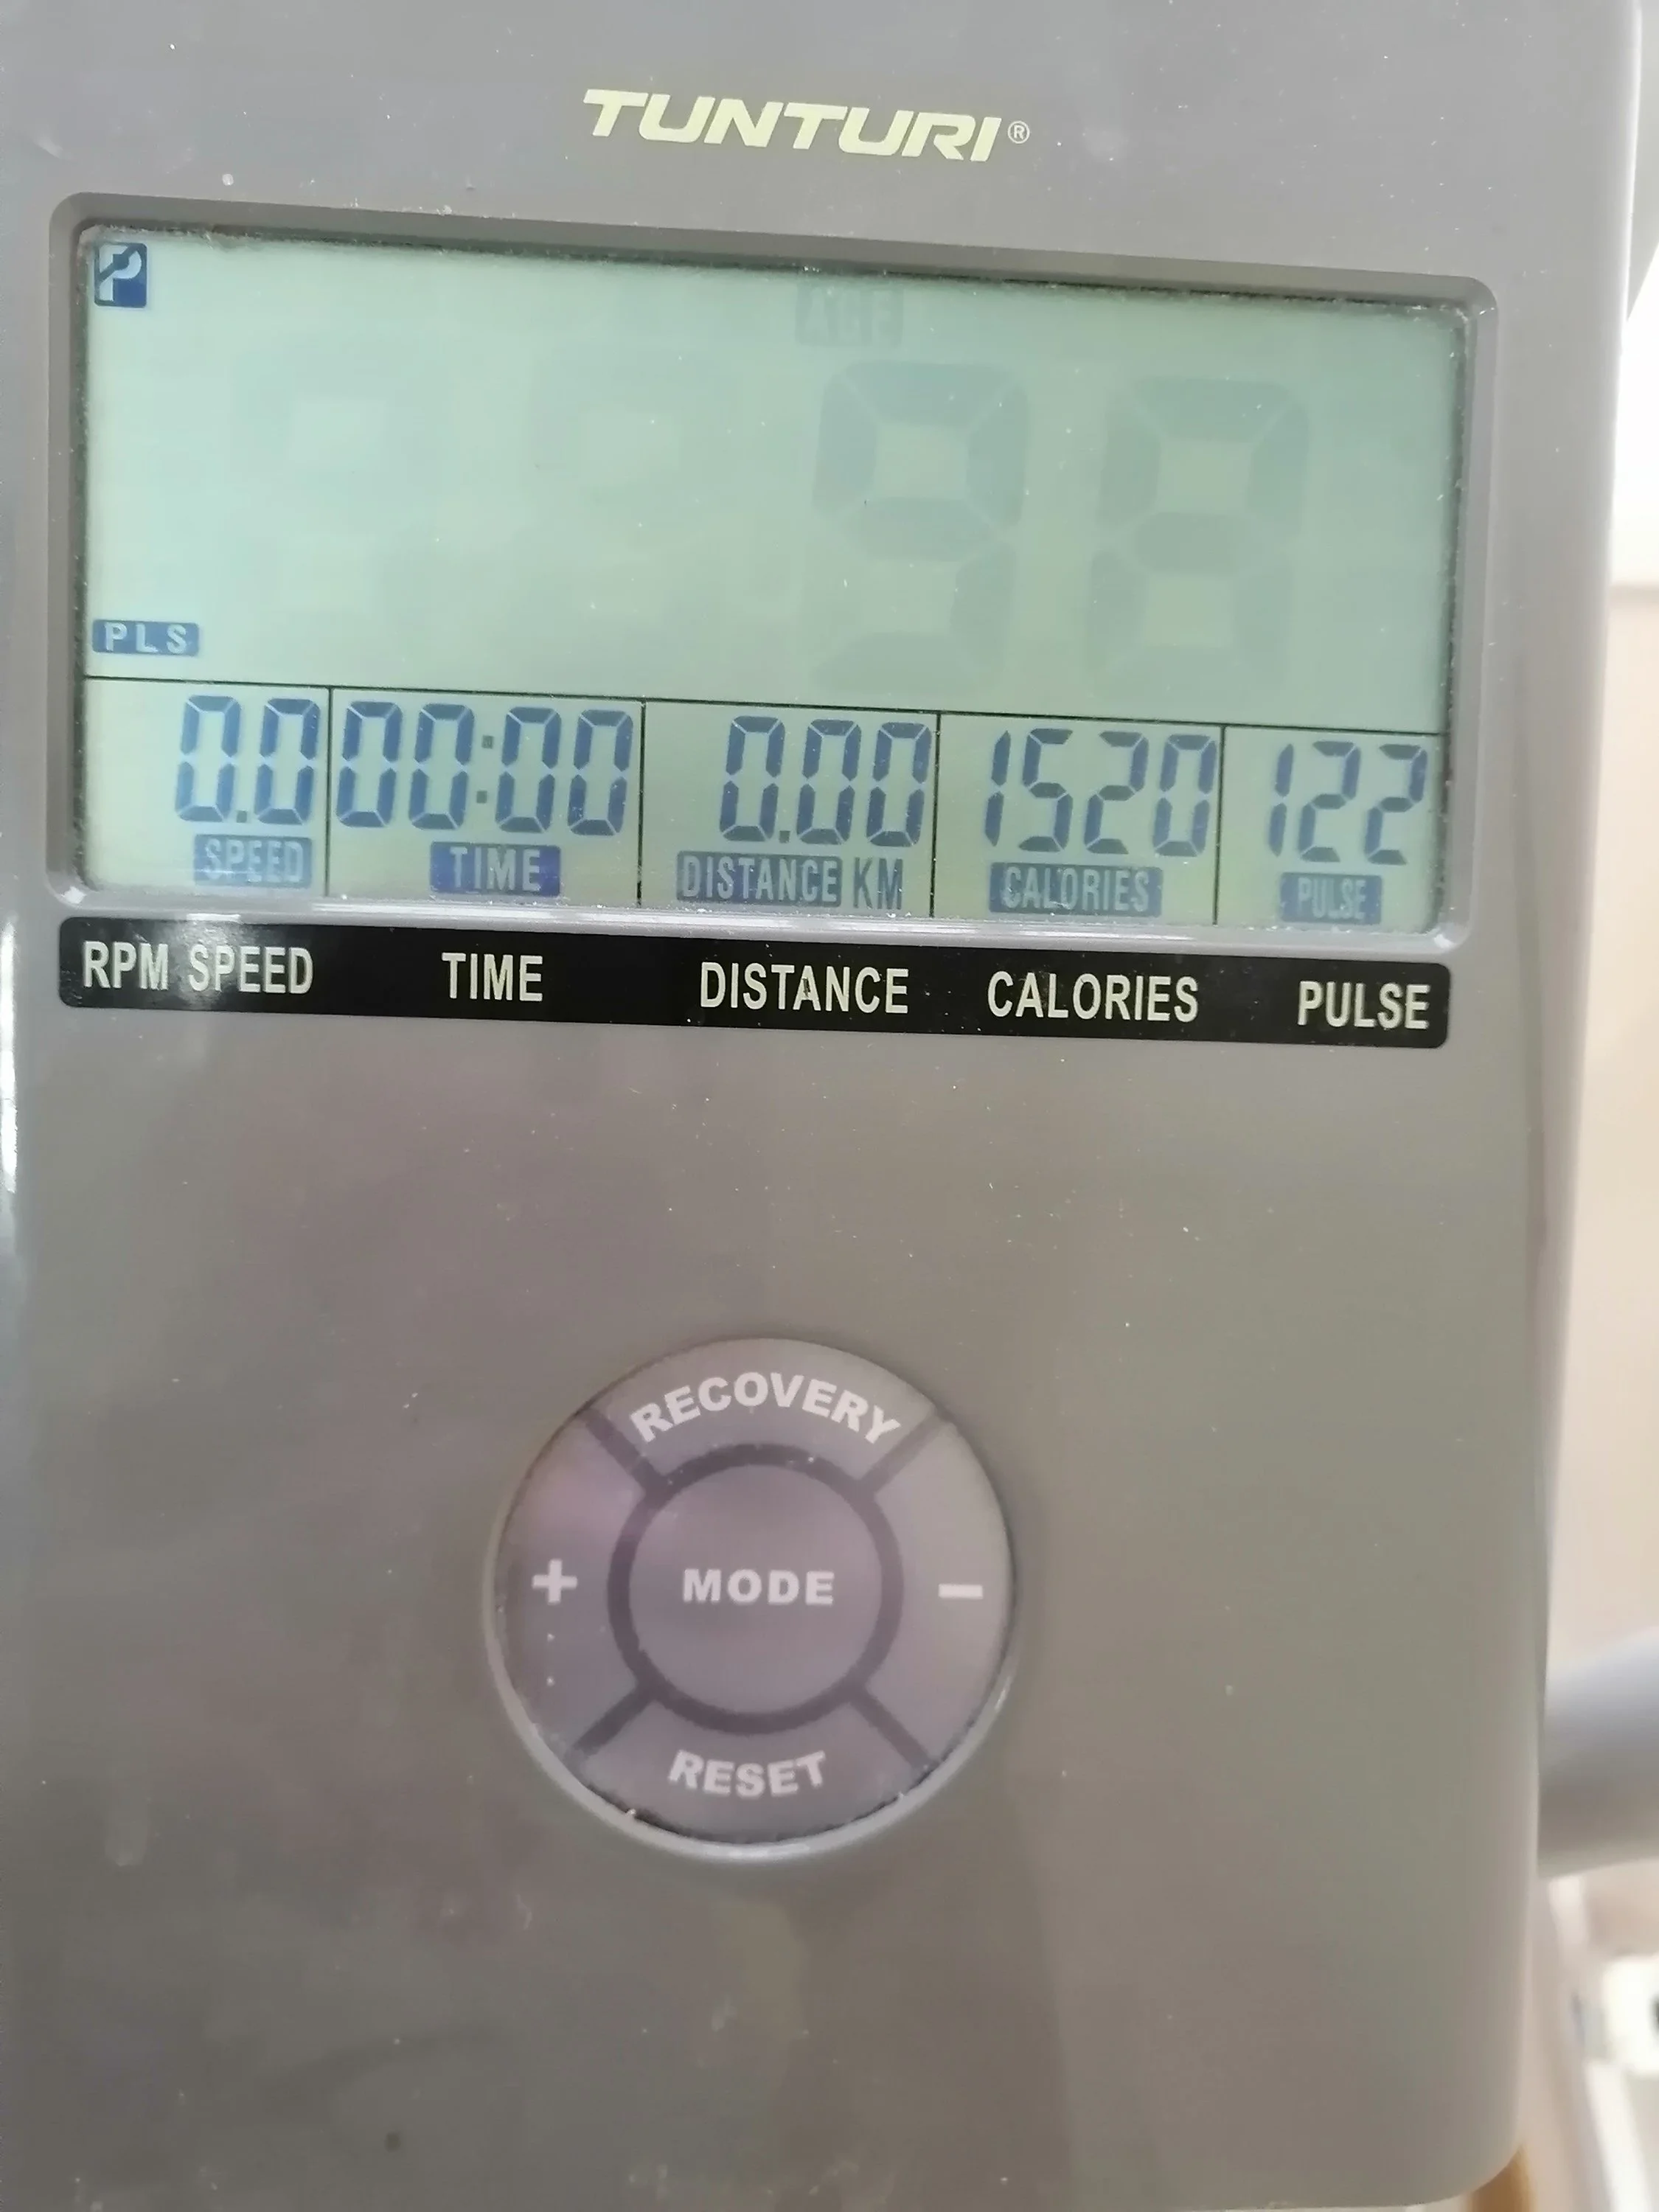 TUNTURI®
P
AGE
PLS
0.0 00:00 0.00 1520 122
SPEED TIME DISTANCE KM CALORIES PULSE
RPM SPEED TIME DISTANCE CALORIES PULSE
RECOVERY
+ MODE −
RESET